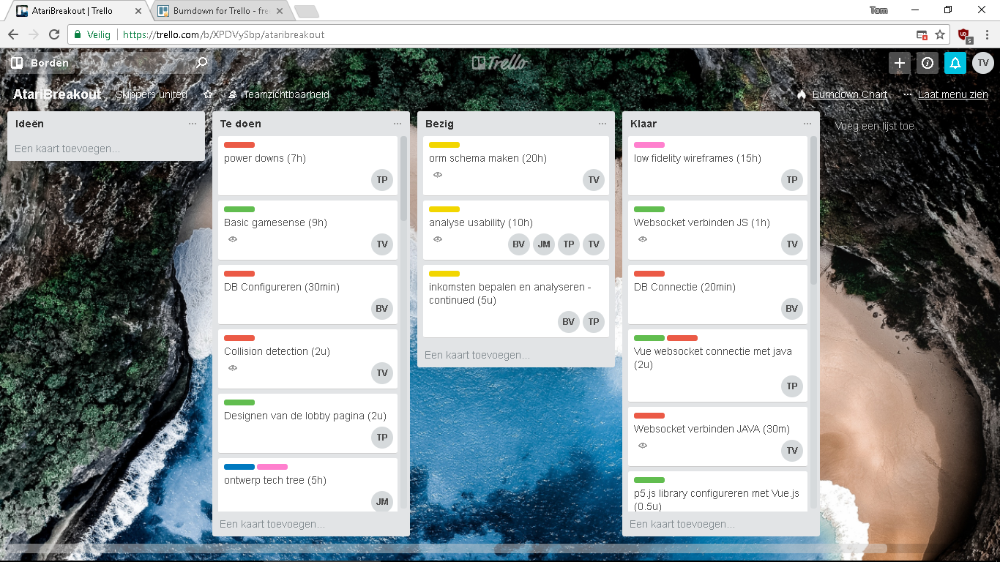 AtariBreakout | Trello
Burndown for Trello - free
Tom
Veilig
https://trello.com/b/XPDVySbp/ataribreakout
5
Borden
Trello
TV
AtariBreakout
Skippers united
Teamzichtbaarheid
Burndown Chart
Laat menu zien
Ideën
Een kaart toevoegen...
Te doen
power downs (7h)
TP
Basic gamesense (9h)
TV
DB Configureren (30min)
BV
Collision detection (2u)
TV
Designen van de lobby pagina (2u)
TP
ontwerp tech tree (5h)
JM
Een kaart toevoegen...
Bezig
orm schema maken (20h)
TV
analyse usability (10h)
BV JM TP TV
inkomsten bepalen en analyseren -
continued (5u)
BV TP
Een kaart toevoegen...
Klaar
low fidelity wireframes (15h)
TP
Websocket verbinden JS (1h)
TV
DB Connectie (20min)
BV
Vue websocket connectie met java
(2u)
TP
Websocket verbinden JAVA (30m)
TV
p5.js library configureren met Vue.js
(0.5u)
Een kaart toevoegen...
Voeg een lijst toe...